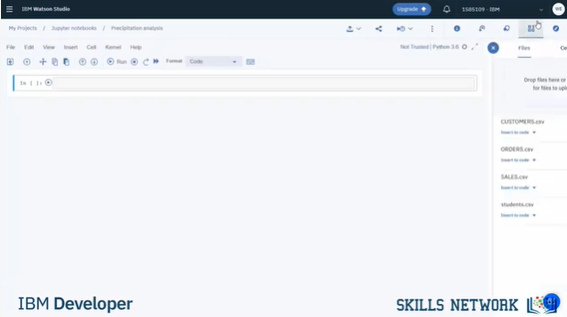 IBM Watson Studio
Upgrade
1585109 - IBM
WE
My Projects / Jupyter notebooks / Precipitation analysis
File Edit View Insert Cell Kernel Help
Not Trusted | Python 3.6
Files
Run
Format
Code
In [ ]:
Drop files here or
for files to uplo
CUSTOMERS.csv
Insert to code
ORDERS.csv
Insert to code
SALES.csv
Insert to code
students.csv
Insert to code
IBM Developer
SKILLS NETWORK